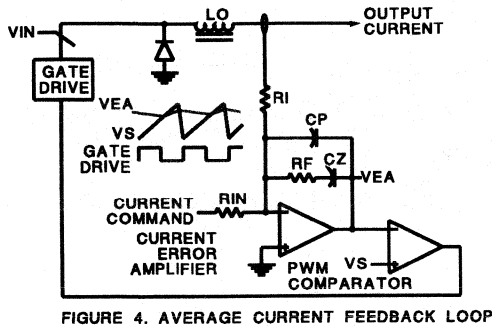 LO
OUTPUT
CURRENT
VIN
GATE
DRIVE
RI
VEA
VS
GATE
DRIVE
CP
RF
CZ
VEA
CURRENT
COMMAND
RIN
CURRENT
ERROR
AMPLIFIER
PWM
COMPARATOR
VS
FIGURE 4. AVERAGE CURRENT FEEDBACK LOOP